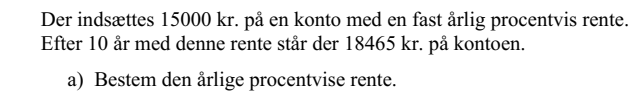 Der indsættes 15000 kr. på en konto med en fast årlig procentvis rente.
Efter 10 år med denne rente står der 18465 kr. på kontoen.
a) Bestem den årlige procentvise rente.